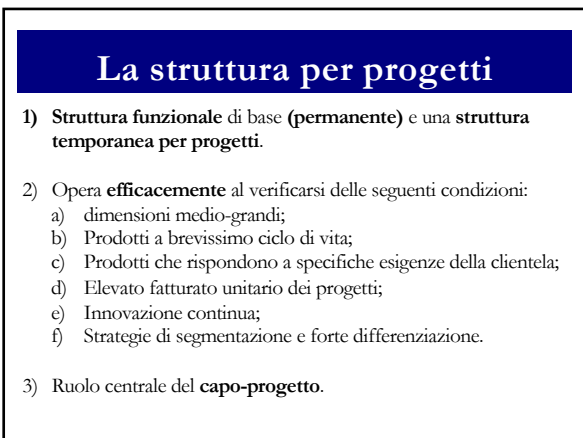 La struttura per progetti
1) Struttura funzionale di base (permanente) e una struttura
temporanea per progetti.
2) Opera efficacemente al verificarsi delle seguenti condizioni:
a) dimensioni medio-grandi;
b) Prodotti a brevissimo ciclo di vita;
c) Prodotti che rispondono a specifiche esigenze della clientela;
d) Elevato fatturato unitario dei progetti;
e) Innovazione continua;
f) Strategie di segmentazione e forte differenziazione.
3) Ruolo centrale del capo-progetto.